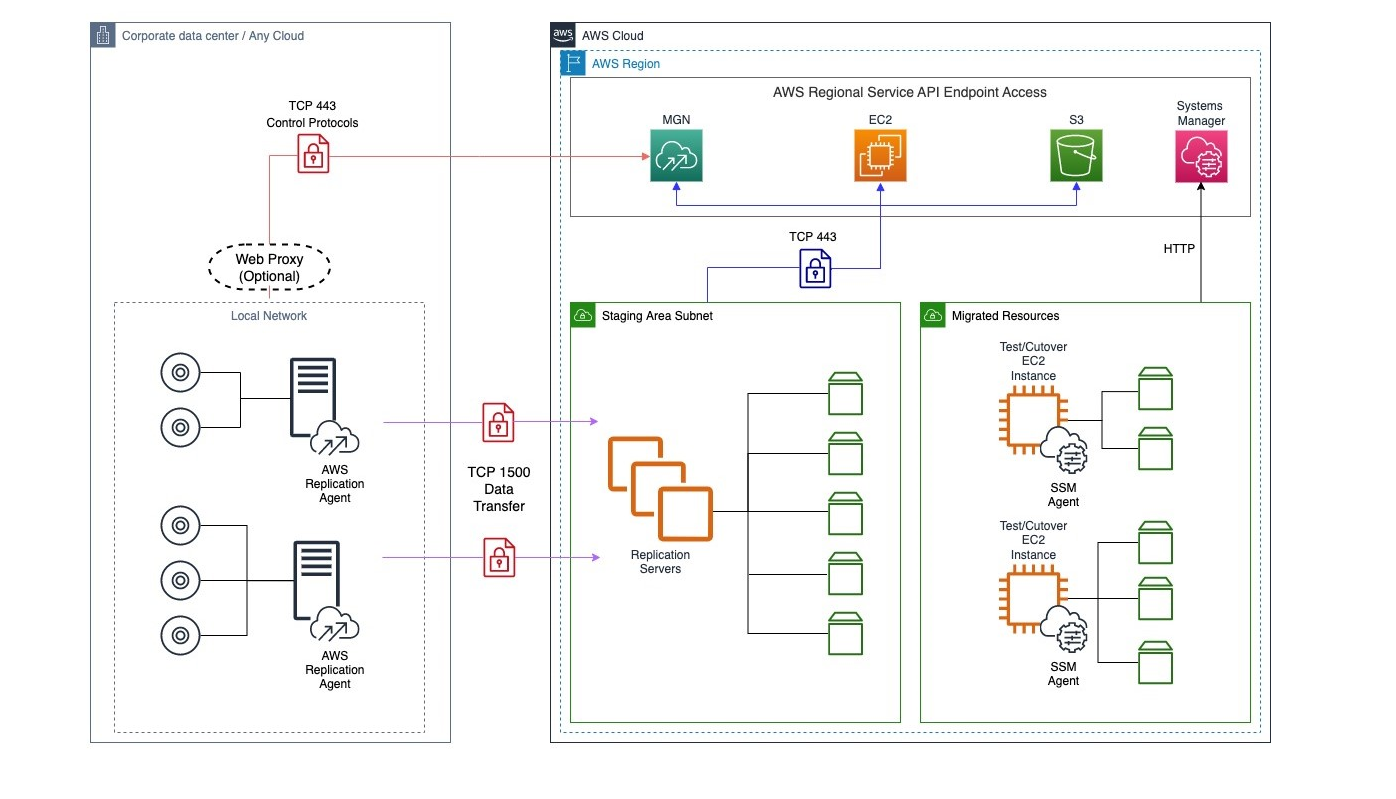 Corporate data center / Any Cloud
TCP 443
Control Protocols
Web Proxy
(Optional)
Local Network
AWS
Replication
Agent
AWS
Replication
Agent
TCP 1500
Data
Transfer
aws
AWS Cloud
AWS Region
AWS Regional Service API Endpoint Access
MGN
EC2
S3
Systems
Manager
TCP 443
HTTP
Staging Area Subnet
Replication
Servers
Migrated Resources
Test/Cutover
EC2
Instance
SSM
Agent
Test/Cutover
EC2
Instance
SSM
Agent